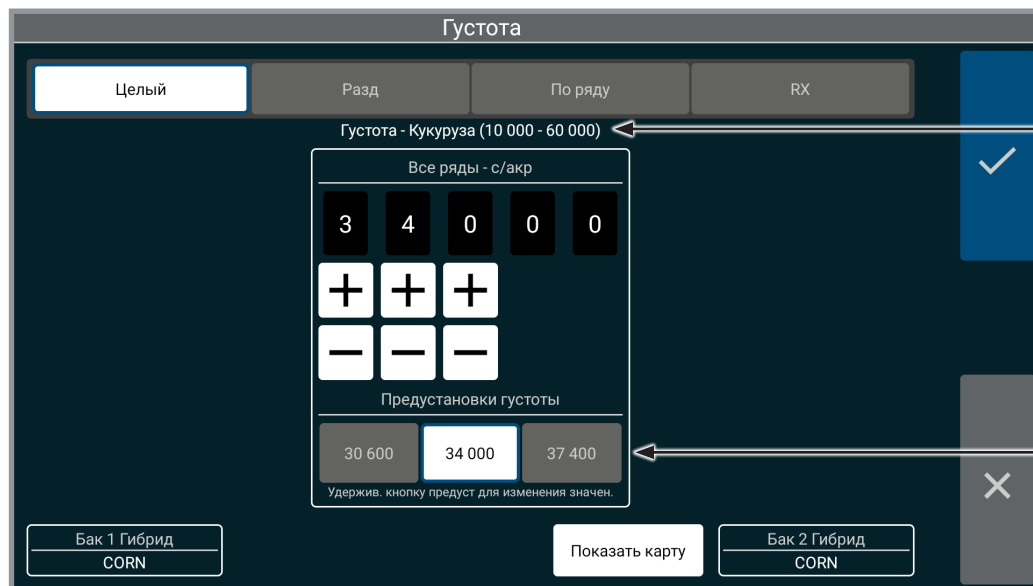 Густота
Целый
Разд
По ряду
RX
Густота - Кукуруза (10 000 - 60 000)
Все ряды - с/акр
3 4 0 0 0
Предустановки густоты
30 600
34 000
37 400
Удержив. кнопку предуст для изменения значен.
Бак 1 Гибрид
CORN
Показать карту
Бак 2 Гибрид
CORN